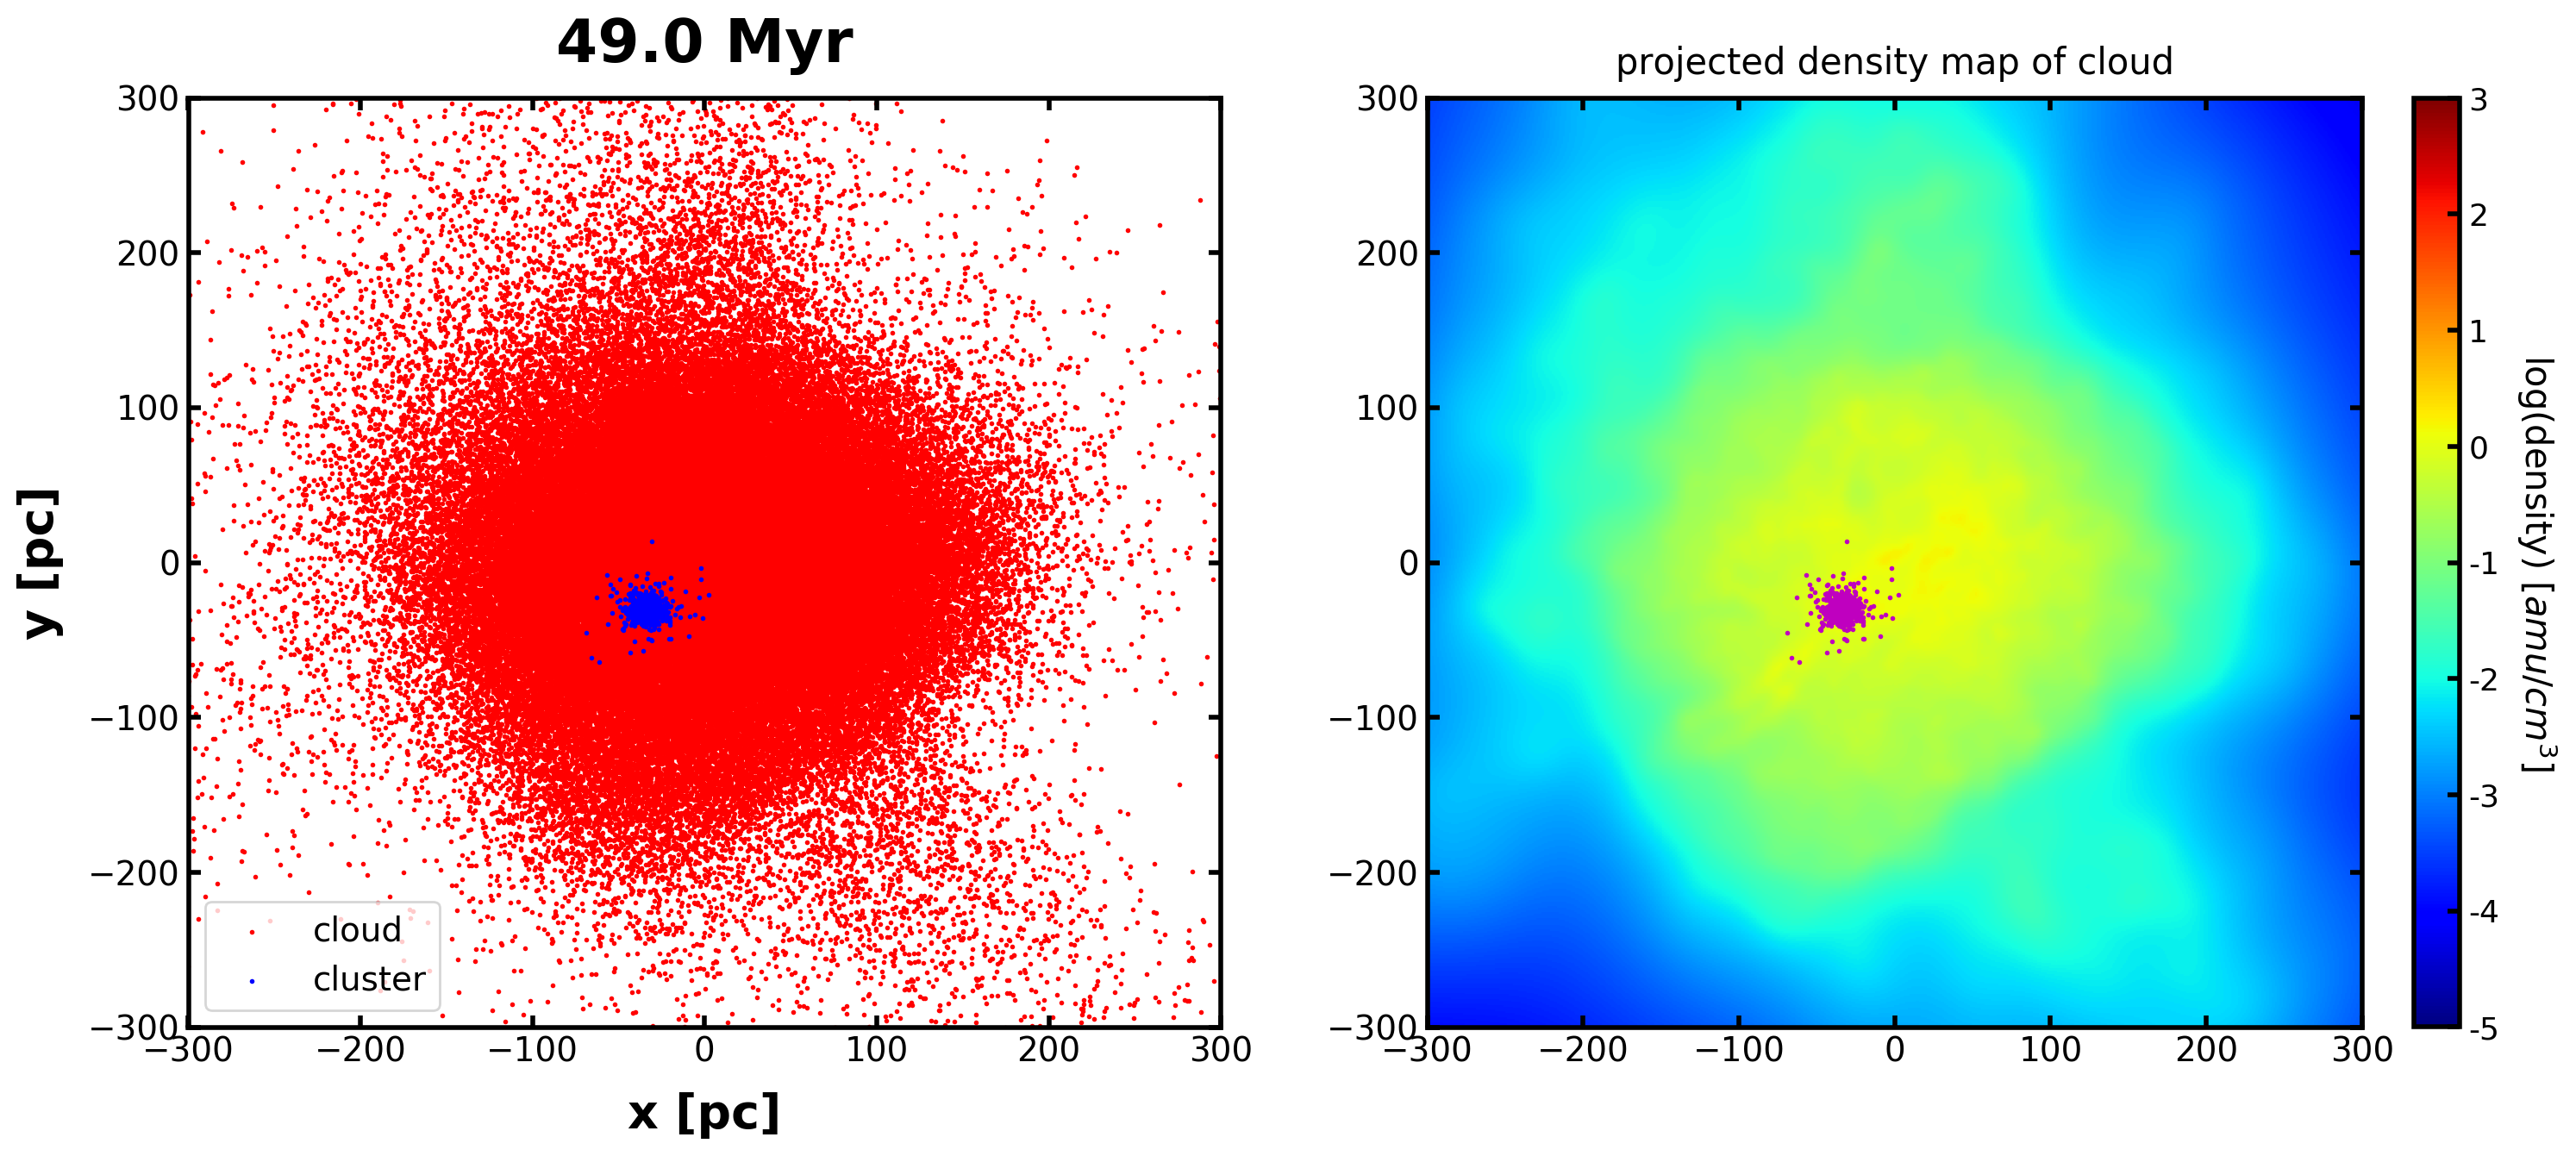 49.0 Myr
300
200
100
0
−100
−200
−300
y [pc]
cloud
cluster
−300 −200 −100 0 100 200 300
x [pc]
projected density map of cloud
300
200
100
0
−100
−200
−300
−300 −200 −100 0 100 200 300
3
2
1
0
-1
-2
-3
-4
-5
log(density) [amu/cm³]